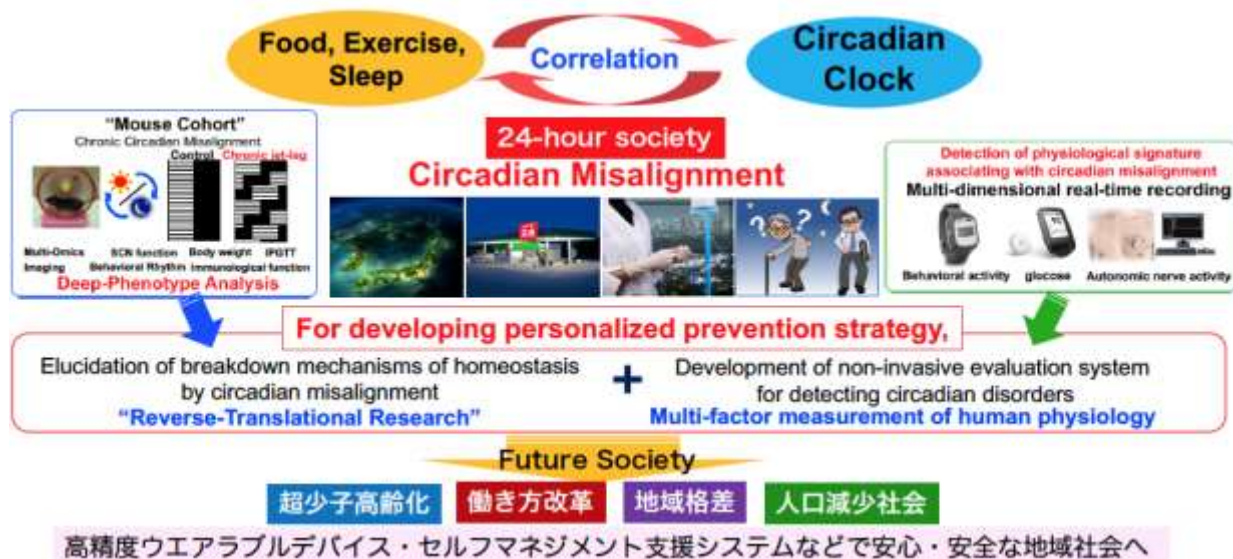 Food, Exercise,
Sleep
Correlation
Circadian
Clock
"Mouse Cohort"
Chronic Circadian Misalignment
Control Chronic jet-lag
Multi-Omics SCN function Body weight IPGTT
Imaging Behavioral Rhythm Immunological function
Deep-Phenotype Analysis
24-hour society
Circadian Misalignment
Detection of physiological signature
associating with circadian misalignment
Multi-dimensional real-time recording
Behavioral activity glucose Autonomic nerve activity
For developing personalized prevention strategy,
Elucidation of breakdown mechanisms of homeostasis
by circadian misalignment
"Reverse-Translational Research"
+
Development of non-invasive evaluation system
for detecting circadian disorders
Multi-factor measurement of human physiology
Future Society
超少子高齢化 働き方改革 地域格差 人口減少社会
高精度ウエアラブルデバイス・セルフマネジメント支援システムなどで安心・安全な地域社会へ